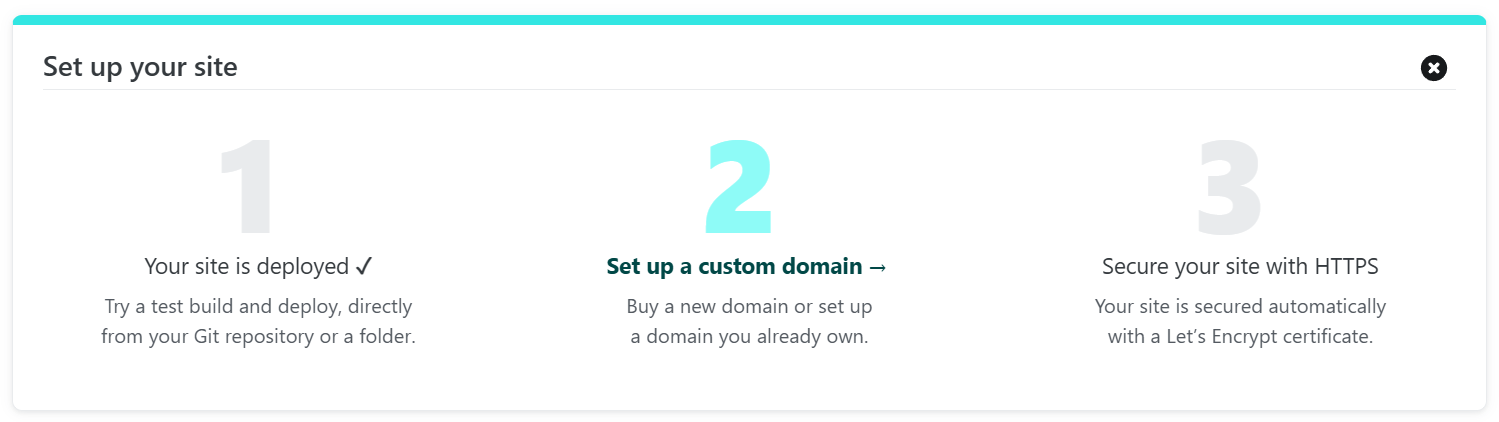 Set up your site
1
Your site is deployed ✓
Try a test build and deploy, directly
from your Git repository or a folder.
2
Set up a custom domain →
Buy a new domain or set up
a domain you already own.
3
Secure your site with HTTPS
Your site is secured automatically
with a Let’s Encrypt certificate.